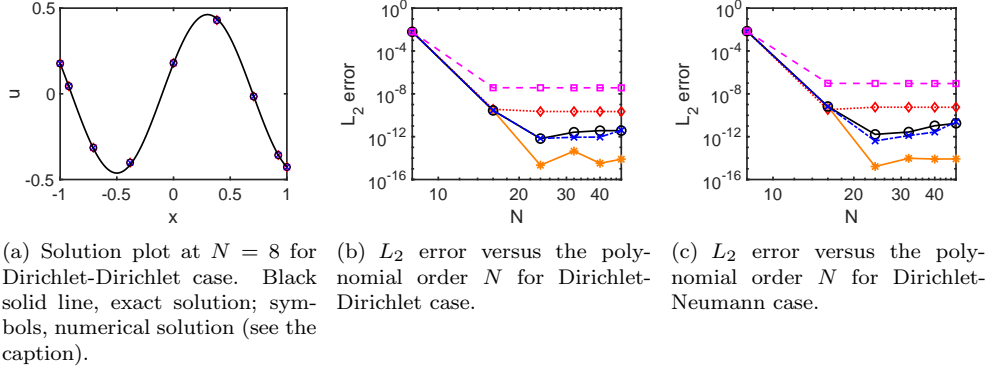 0.5
0
-0.5
u
-1
-0.5
0
0.5
1
x
10^0
10^-4
10^-8
10^-12
10^-16
L_2 error
10
20
30
40
N
10^0
10^-4
10^-8
10^-12
10^-16
L_2 error
10
20
30
40
N
(a) Solution plot at N = 8 for
Dirichlet-Dirichlet case. Black
solid line, exact solution; sym-
bols, numerical solution (see the
caption).
(b) L_2 error versus the poly-
nomial order N for Dirichlet-
Dirichlet case.
(c) L_2 error versus the poly-
nomial order N for Dirichlet-
Neumann case.